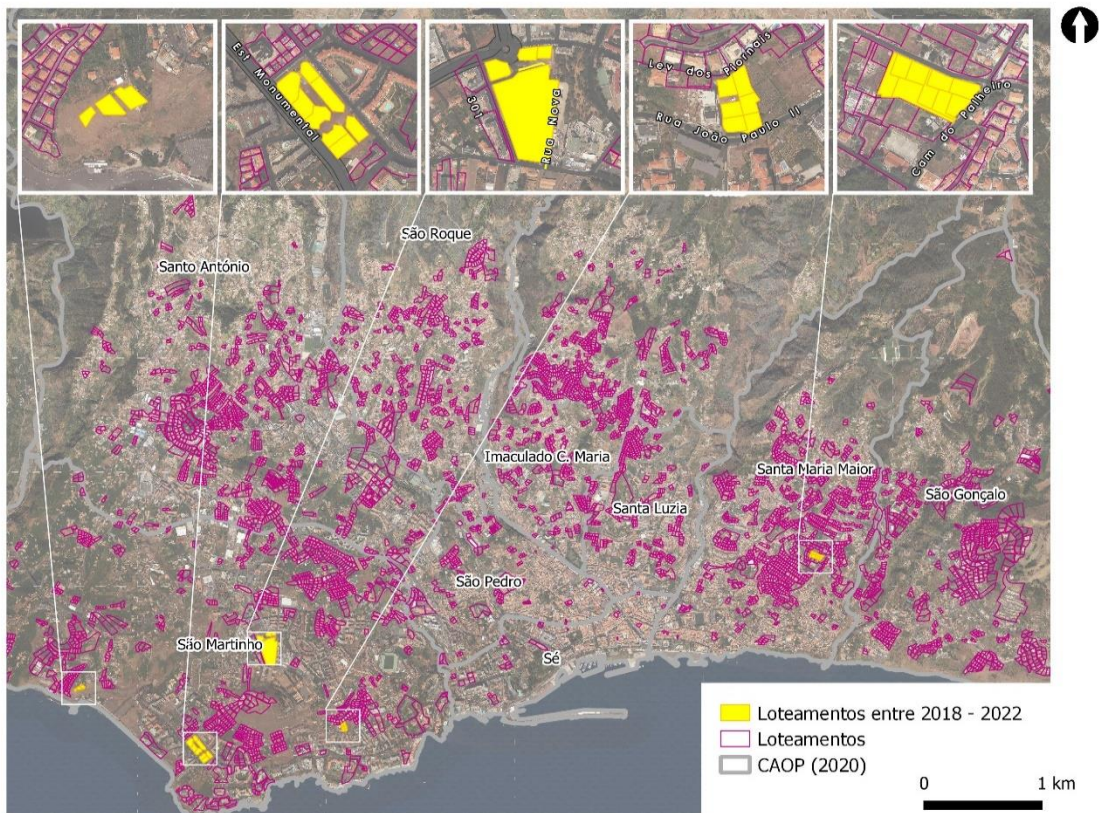 Est Monumental
301
Rua Nova
Lev dos Piornais
Rua João Paulo II
Cam do Palheiro
São Roque
Santo António
Imaculado C. Maria
Santa Maria Maior
São Gonçalo
Santa Luzia
São Pedro
São Martinho
Sé
Loteamentos entre 2018 - 2022
Loteamentos
CAOP (2020)
0 1 km